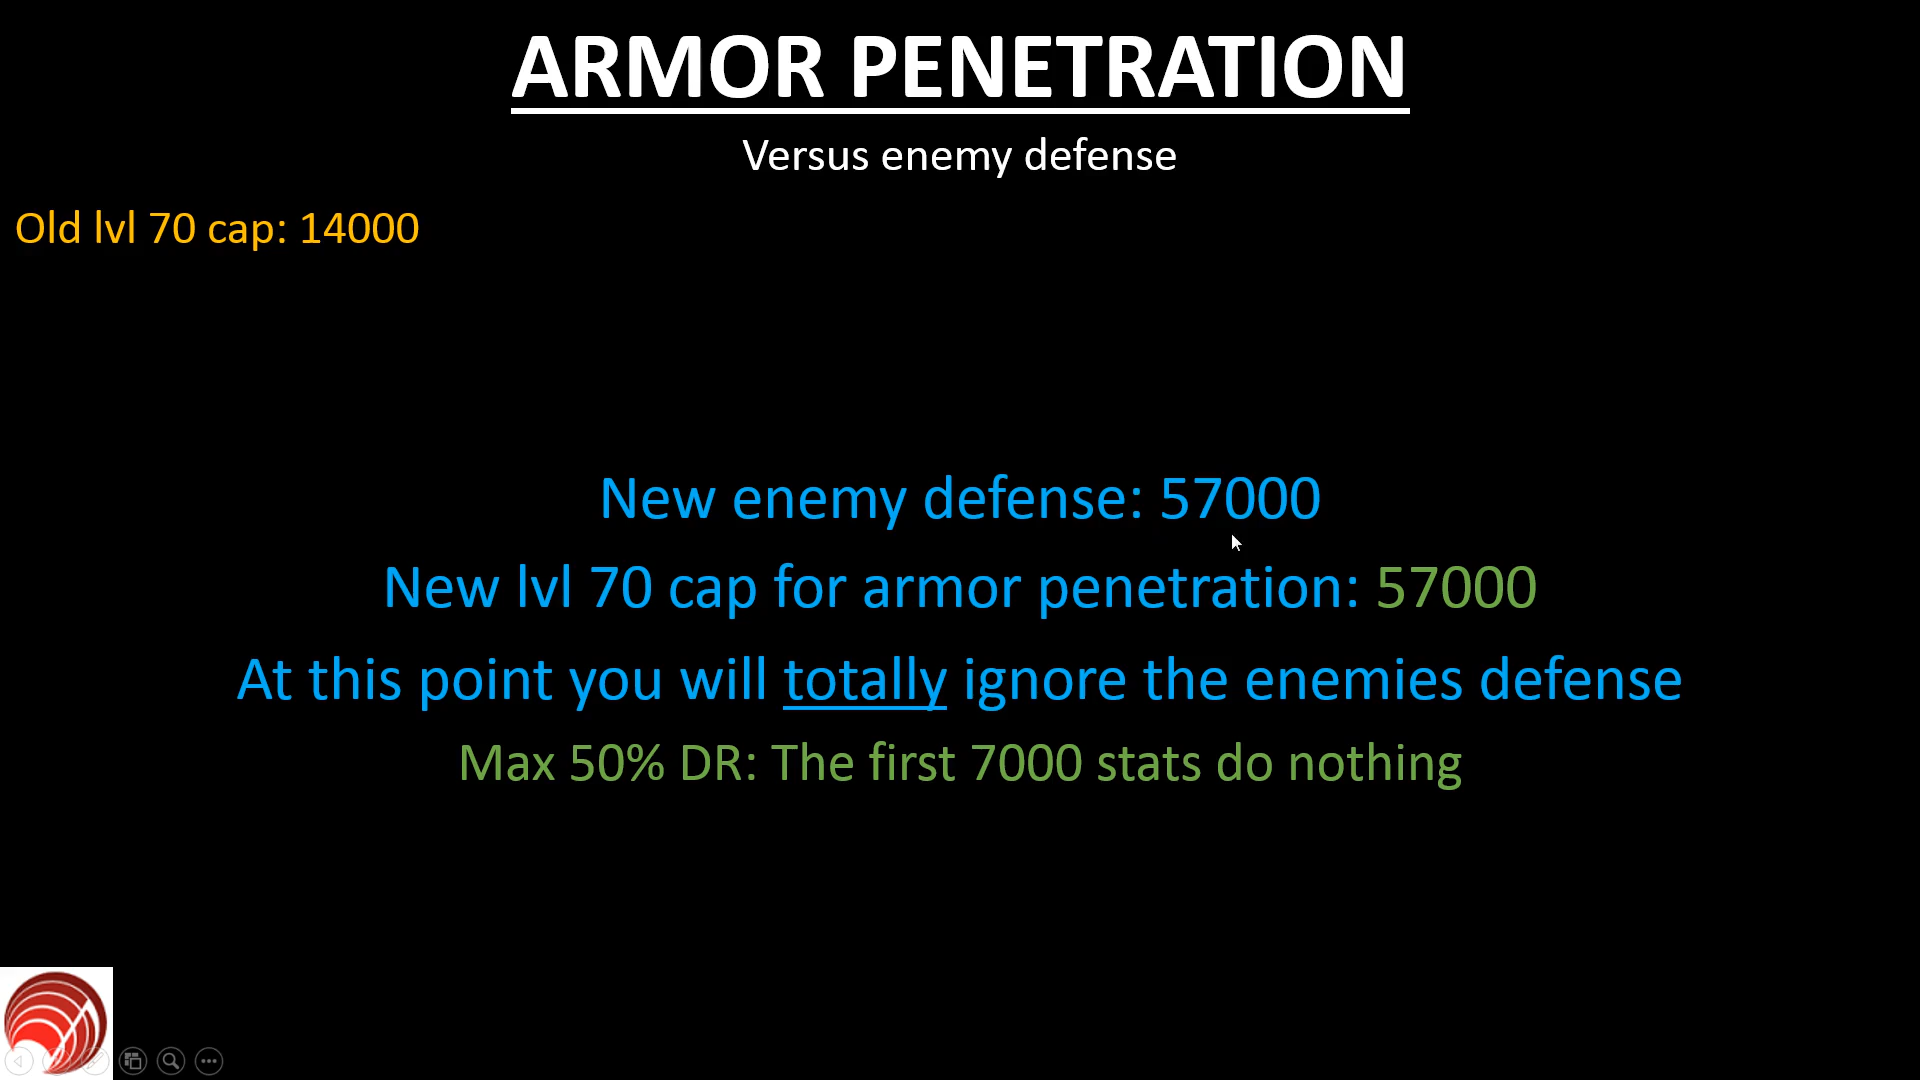 ARMOR PENETRATION
Versus enemy defense
Old lvl 70 cap: 14000
New enemy defense: 57000
New lvl 70 cap for armor penetration: 57000
At this point you will totally ignore the enemies defense
Max 50% DR: The first 7000 stats do nothing